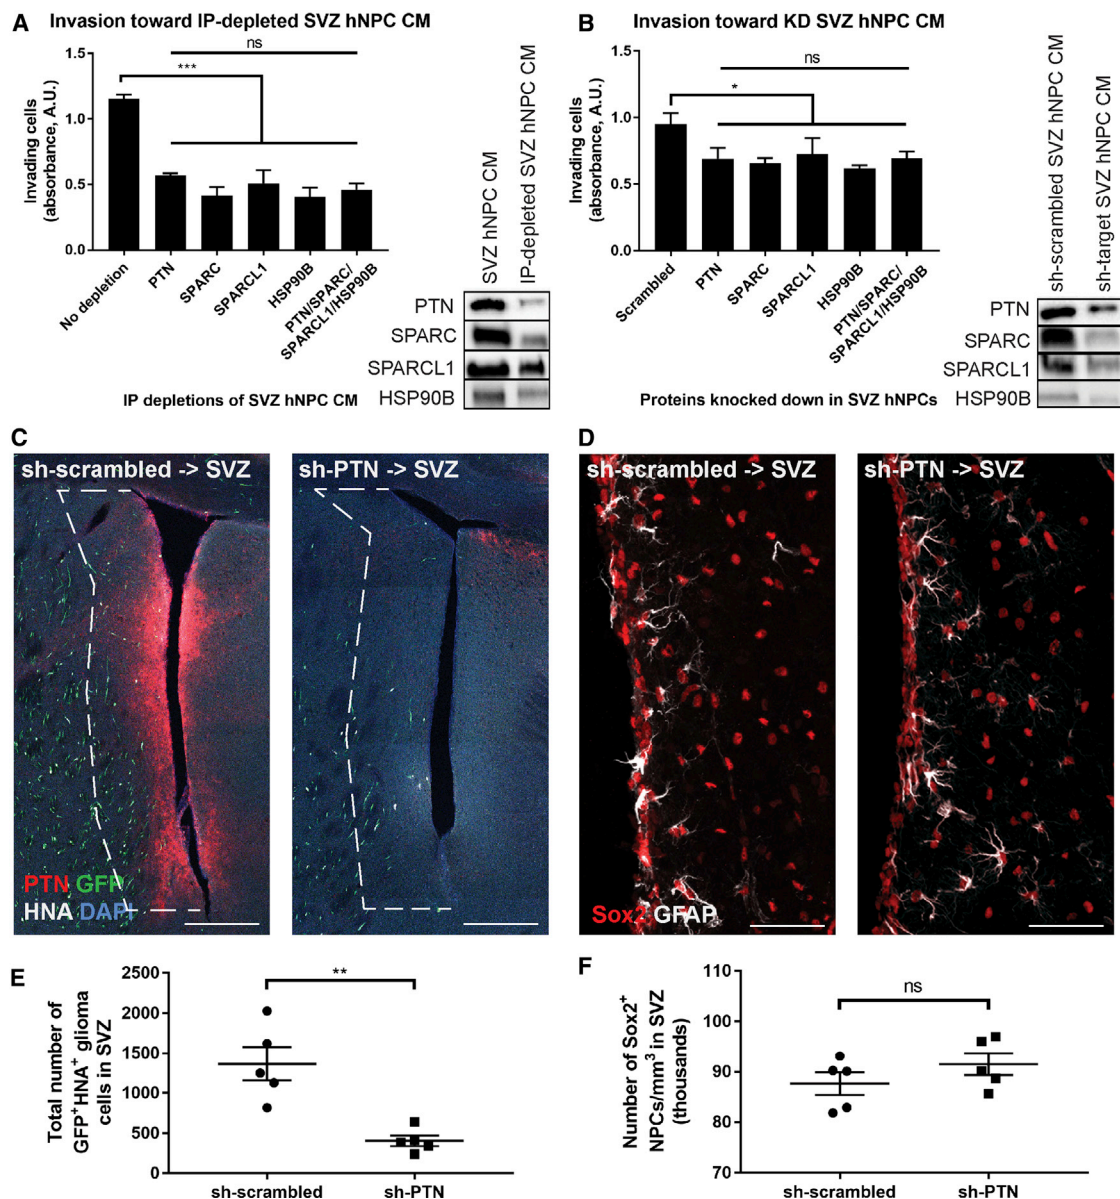 A
Invasion toward IP-depleted SVZ hNPC CM
ns
***
1.5
1.0
0.5
0.0
Invading cells
(absorbance, A.U.)
No depletion
PTN
SPARC
SPARCL1
HSP90B
PTN/SPARC/
SPARCL1/HSP90B
IP depletions of SVZ hNPC CM
SVZ hNPC CM
IP-depleted SVZ hNPC CM
PTN
SPARC
SPARCL1
HSP90B
B
Invasion toward KD SVZ hNPC CM
ns
*
1.5
1.0
0.5
0.0
Invading cells
(absorbance, A.U.)
Scrambled
PTN
SPARC
SPARCL1
HSP90B
PTN/SPARC/
SPARCL1/HSP90B
Proteins knocked down in SVZ hNPCs
sh-scrambled SVZ hNPC CM
sh-target SVZ hNPC CM
PTN
SPARC
SPARCL1
HSP90B
C
sh-scrambled -> SVZ
sh-PTN -> SVZ
PTN GFP
HNA DAPI
D
sh-scrambled -> SVZ
sh-PTN -> SVZ
Sox2 GFAP
E
Total number of
GFP+HNA+ glioma
cells in SVZ
2500
2000
1500
1000
500
0
**
sh-scrambled
sh-PTN
F
Number of Sox2+
NPCs/mm3 in SVZ
(thousands)
110
100
90
80
70
ns
sh-scrambled
sh-PTN